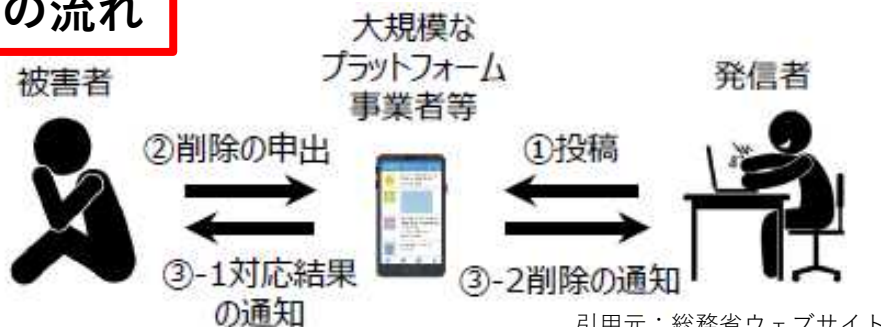 の流れ
大規模な
プラットフォーム
事業者等
被害者
発信者
②削除の申出
①投稿
③-1対応結果
の通知
③-2削除の通知
引用元：総務省ウェブサイト